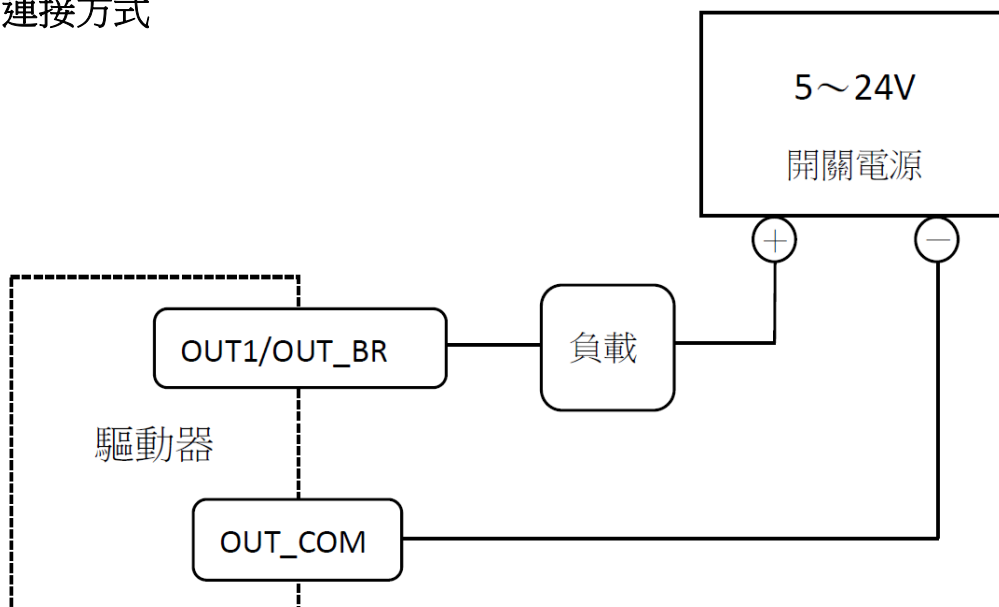 連接方式
5～24V
開關電源
＋
－
OUT1/OUT_BR
負載
驅動器
OUT_COM